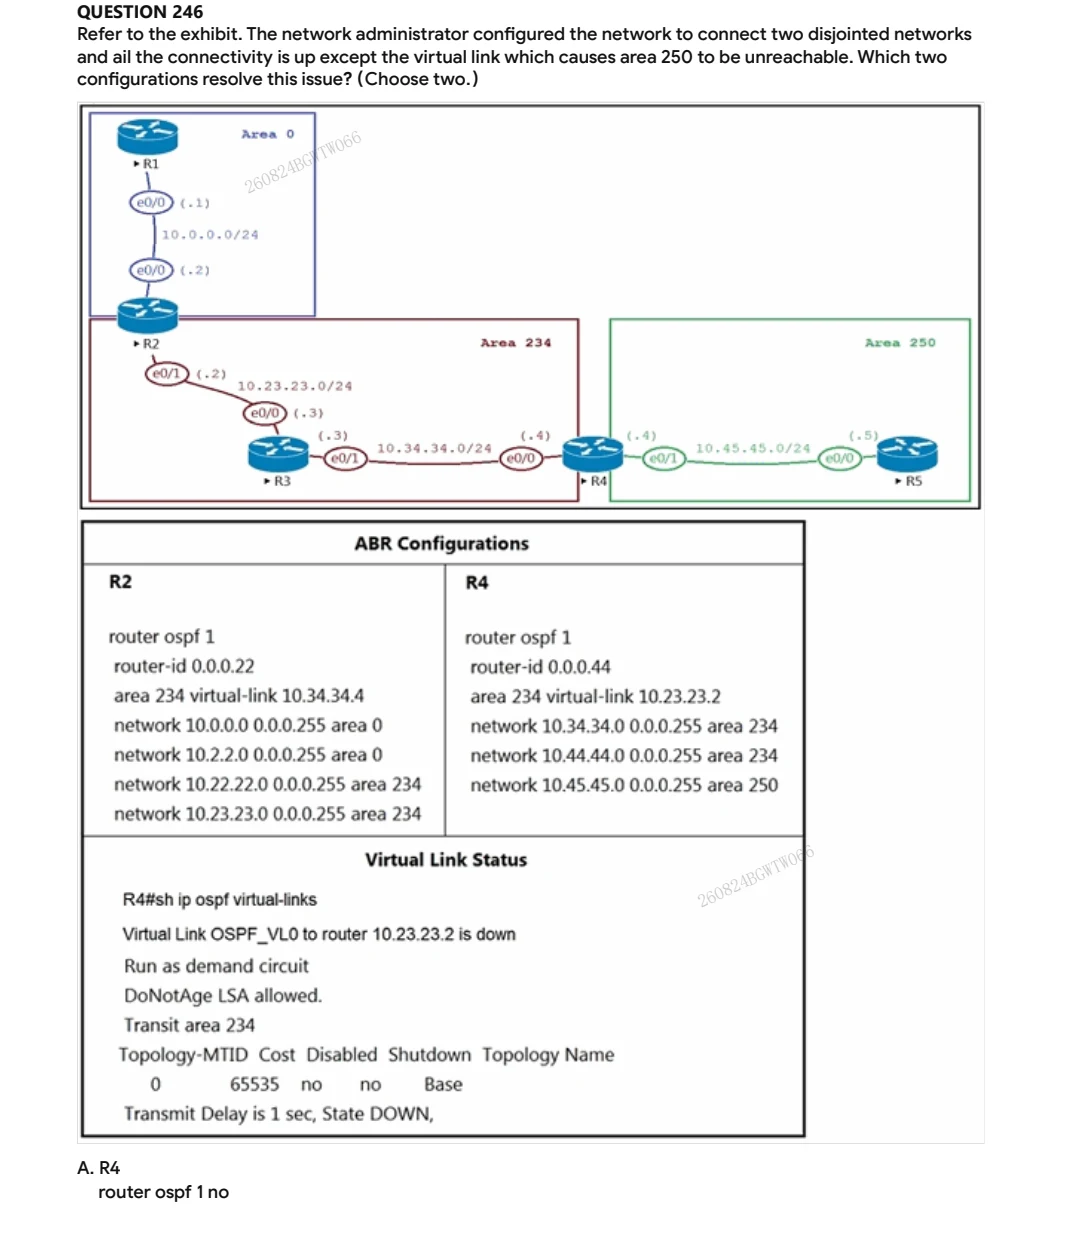 QUESTION 246
Refer to the exhibit. The network administrator configured the network to connect two disjointed networks
and ail the connectivity is up except the virtual link which causes area 250 to be unreachable. Which two
configurations resolve this issue? (Choose two.)
Area 0
260824BGWTW066
R1
e0/0 (.1)
10.0.0.0/24
e0/0 (.2)
R2
Area 234
Area 250
e0/1 (.2)
10.23.23.0/24
e0/0 (.3)
(.3)
10.34.34.0/24
(.4)
(.4)
10.45.45.0/24
(.5)
e0/1
e0/0
e0/1
e0/0
R3
R4
R5
ABR Configurations
R2
router ospf 1
router-id 0.0.0.22
area 234 virtual-link 10.34.34.4
network 10.0.0.0 0.0.0.255 area 0
network 10.2.2.0 0.0.0.255 area 0
network 10.22.22.0 0.0.0.255 area 234
network 10.23.23.0 0.0.0.255 area 234
R4
router ospf 1
router-id 0.0.0.44
area 234 virtual-link 10.23.23.2
network 10.34.34.0 0.0.0.255 area 234
network 10.44.44.0 0.0.0.255 area 234
network 10.45.45.0 0.0.0.255 area 250
Virtual Link Status
260824BGWTW066
R4#sh ip ospf virtual-links
Virtual Link OSPF_VL0 to router 10.23.23.2 is down
Run as demand circuit
DoNotAge LSA allowed.
Transit area 234
Topology-MTID Cost Disabled Shutdown Topology Name
0 65535 no no Base
Transmit Delay is 1 sec, State DOWN,
A. R4
router ospf 1 no